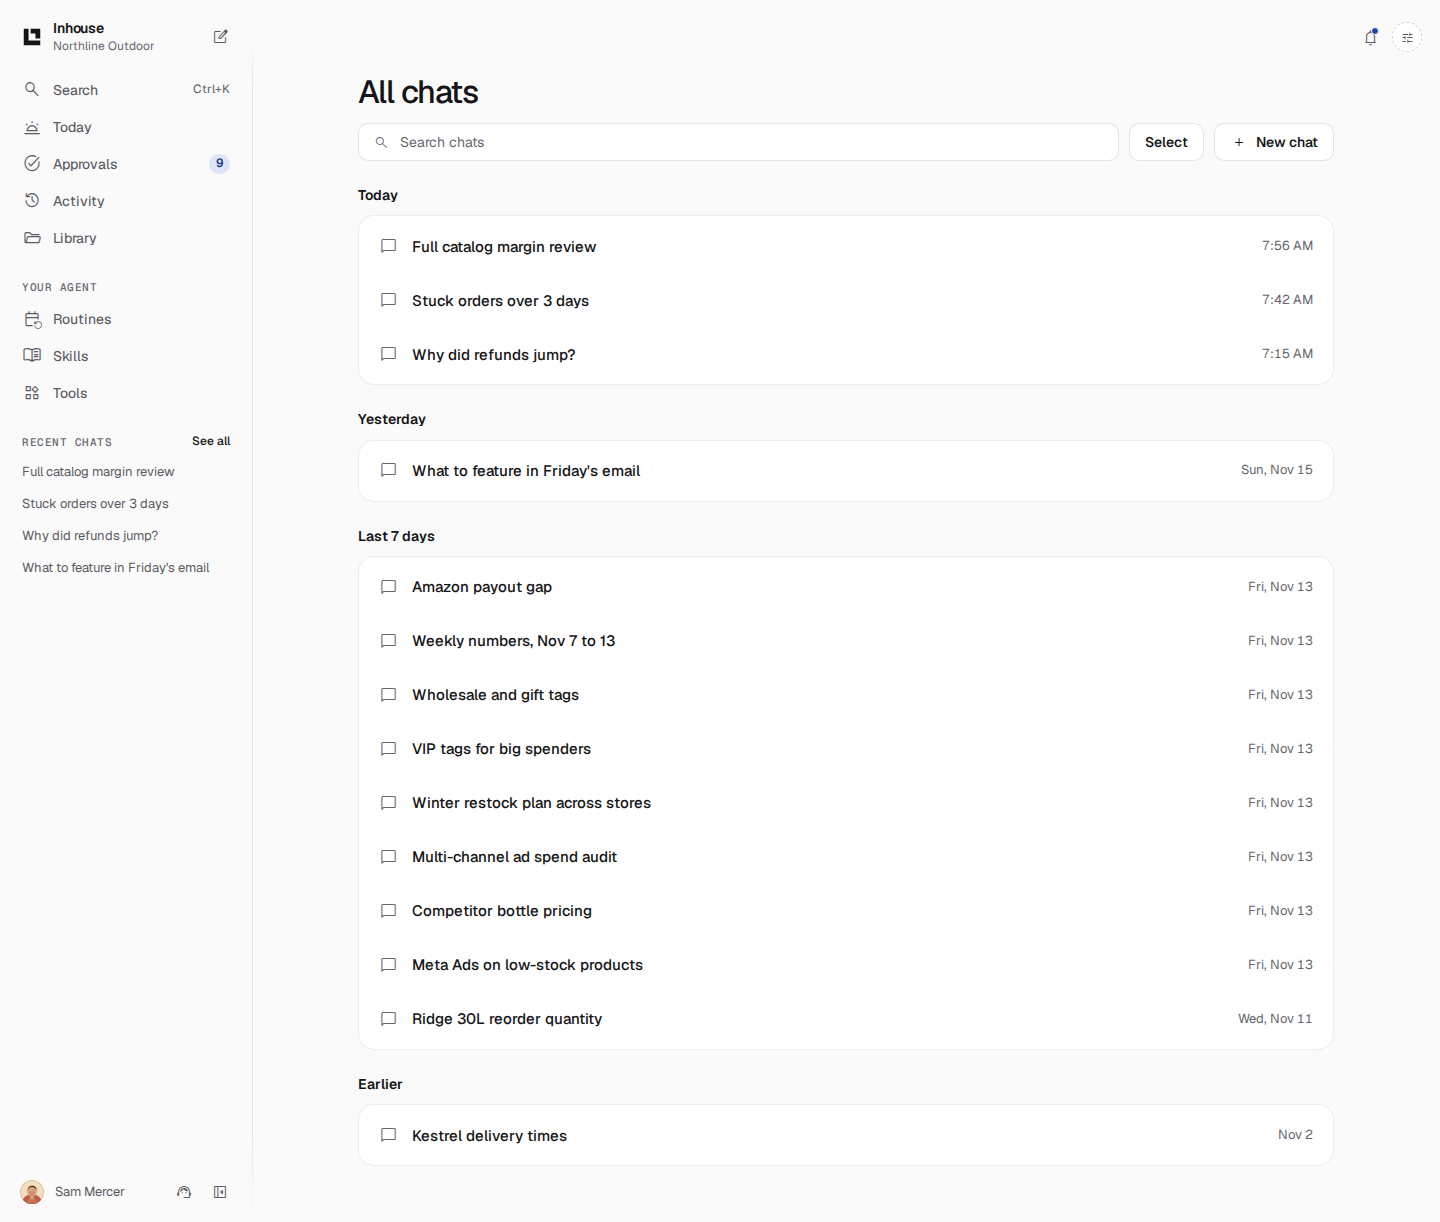 Inhouse
Northline Outdoor
Search Ctrl+K
Today
Approvals 9
Activity
Library
YOUR AGENT
Routines
Skills
Tools
RECENT CHATS See all
Full catalog margin review
Stuck orders over 3 days
Why did refunds jump?
What to feature in Friday's email
Sam Mercer
All chats
Search chats Select + New chat
Today
Full catalog margin review 7:56 AM
Stuck orders over 3 days 7:42 AM
Why did refunds jump? 7:15 AM
Yesterday
What to feature in Friday's email Sun, Nov 15
Last 7 days
Amazon payout gap Fri, Nov 13
Weekly numbers, Nov 7 to 13 Fri, Nov 13
Wholesale and gift tags Fri, Nov 13
VIP tags for big spenders Fri, Nov 13
Winter restock plan across stores Fri, Nov 13
Multi-channel ad spend audit Fri, Nov 13
Competitor bottle pricing Fri, Nov 13
Meta Ads on low-stock products Fri, Nov 13
Ridge 30L reorder quantity Wed, Nov 11
Earlier
Kestrel delivery times Nov 2